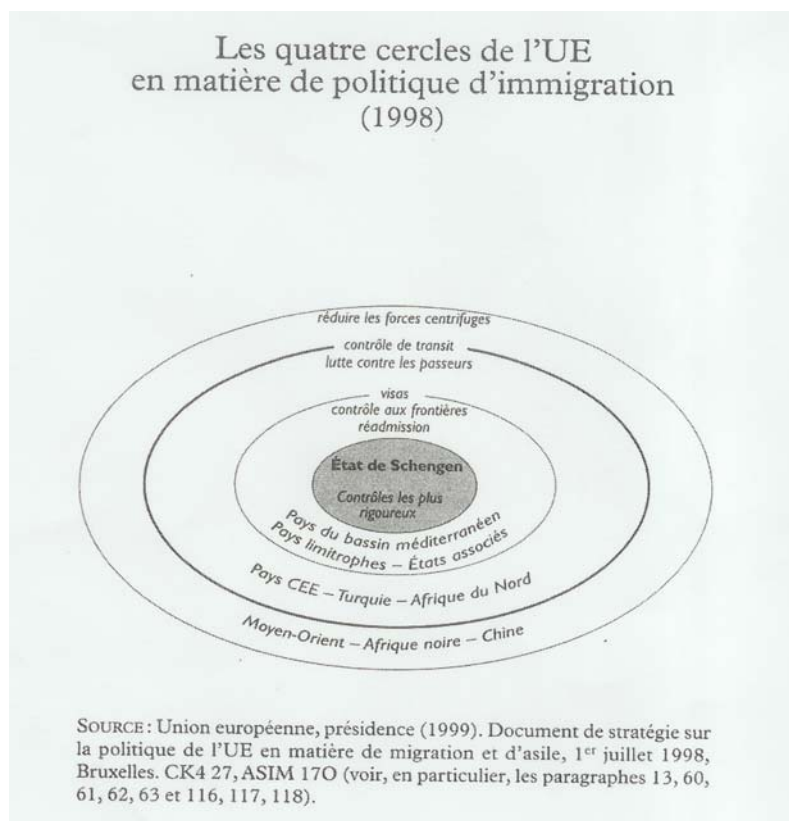 Les quatre cercles de l'UE
en matière de politique d'immigration
(1998)
réduire les forces centrifuges
contrôle de transit
lutte contre les passeurs
visas
contrôle aux frontières
réadmission
État de Schengen
Contrôles les plus
rigoureux
Pays du bassin méditerranéen
Pays limitrophes – États associés
Pays CEE – Turquie – Afrique du Nord
Moyen-Orient – Afrique noire – Chine
SOURCE : Union européenne, présidence (1999). Document de stratégie sur
la politique de l'UE en matière de migration et d'asile, 1er juillet 1998,
Bruxelles. CK4 27, ASIM 17O (voir, en particulier, les paragraphes 13, 60,
61, 62, 63 et 116, 117, 118).